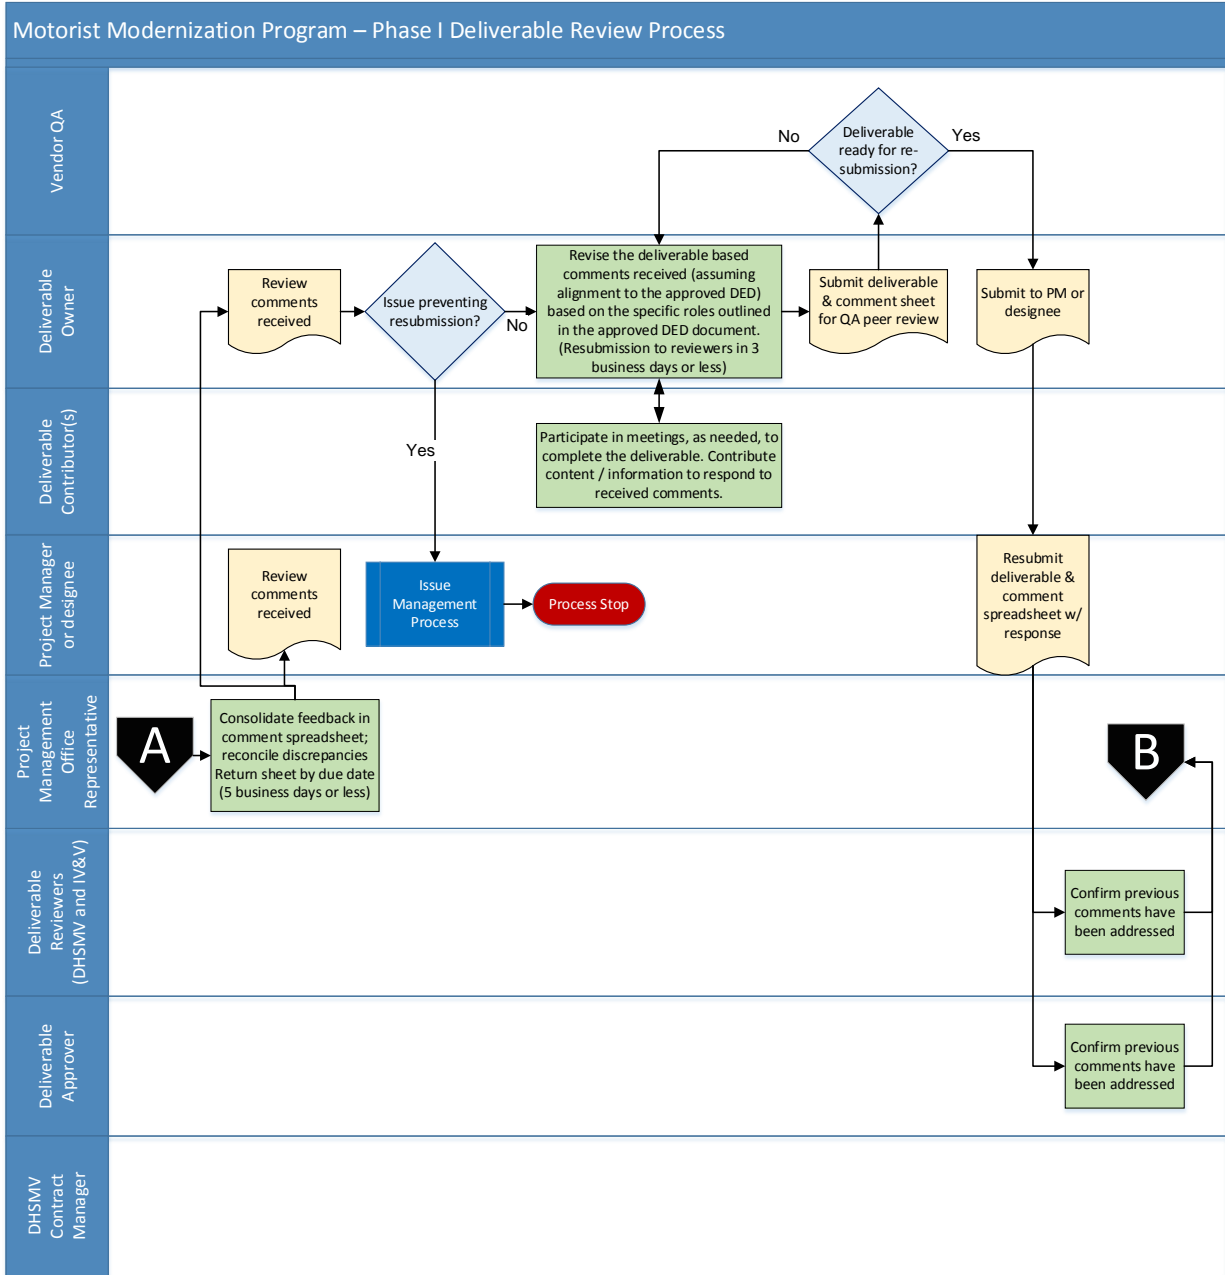 Motorist Modernization Program – Phase I Deliverable Review Process
Vendor QA
No
Deliverable
ready for re-
submission?
Yes
Deliverable
Owner
Review
comments
received
Issue preventing
resubmission?
No
Revise the deliverable based
comments received (assuming
alignment to the approved DED)
based on the specific roles outlined
in the approved DED document.
(Resubmission to reviewers in 3
business days or less)
Submit deliverable
& comment sheet
for QA peer review
Submit to PM or
designee
Deliverable
Contributor(s)
Yes
Participate in meetings, as needed, to
complete the deliverable. Contribute
content / information to respond to
received comments.
Project Manager
or designee
Review
comments
received
Issue
Management
Process
Process Stop
Resubmit
deliverable &
comment
spreadsheet w/
response
Project
Management
Office
Representative
A
Consolidate feedback in
comment spreadsheet;
reconcile discrepancies
Return sheet by due date
(5 business days or less)
B
Deliverable
Reviewers
(DHSMV and IV&V)
Confirm previous
comments have
been addressed
Deliverable
Approver
Confirm previous
comments have
been addressed
DHSMV
Contract
Manager